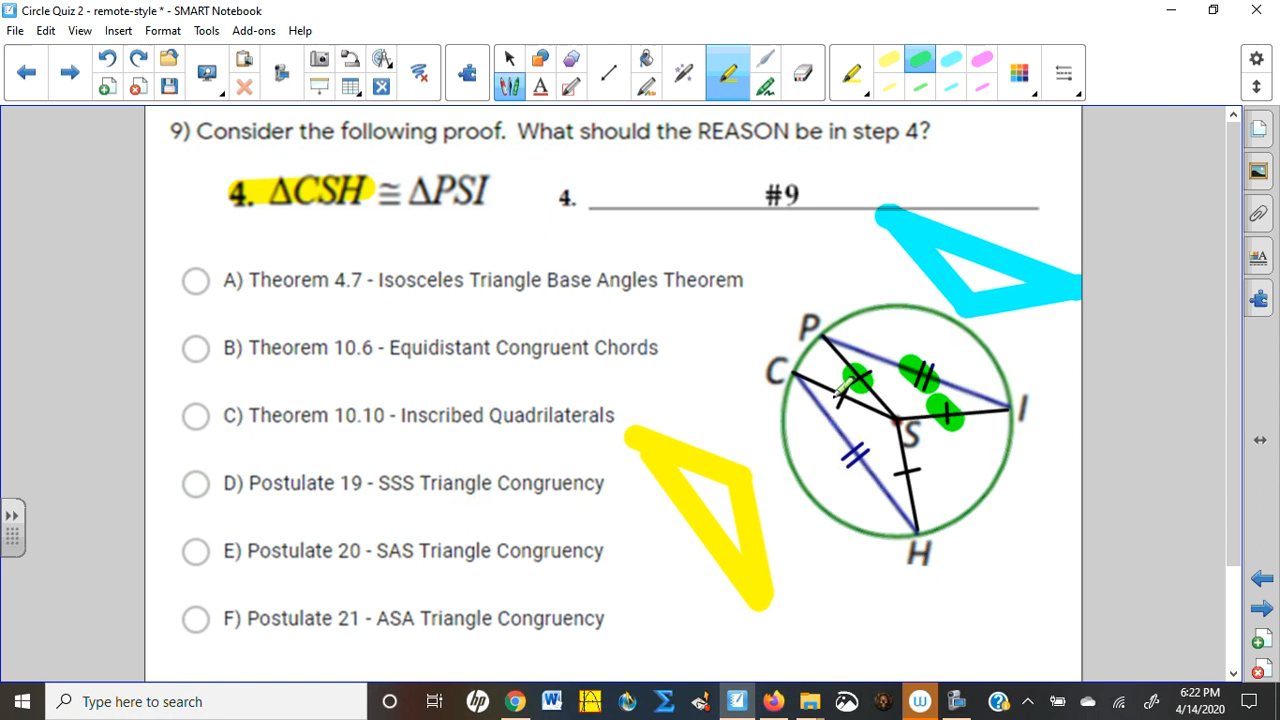 Circle Quiz 2 - remote-style * - SMART Notebook
File Edit View Insert Format Tools Add-ons Help
9) Consider the following proof. What should the REASON be in step 4?
4. ΔCSH ≅ ΔPSI 4. #9
A) Theorem 4.7 - Isosceles Triangle Base Angles Theorem
B) Theorem 10.6 - Equidistant Congruent Chords
C) Theorem 10.10 - Inscribed Quadrilaterals
D) Postulate 19 - SSS Triangle Congruency
E) Postulate 20 - SAS Triangle Congruency
F) Postulate 21 - ASA Triangle Congruency
P
C
I
S
H
Type here to search
6:22 PM
4/14/2020